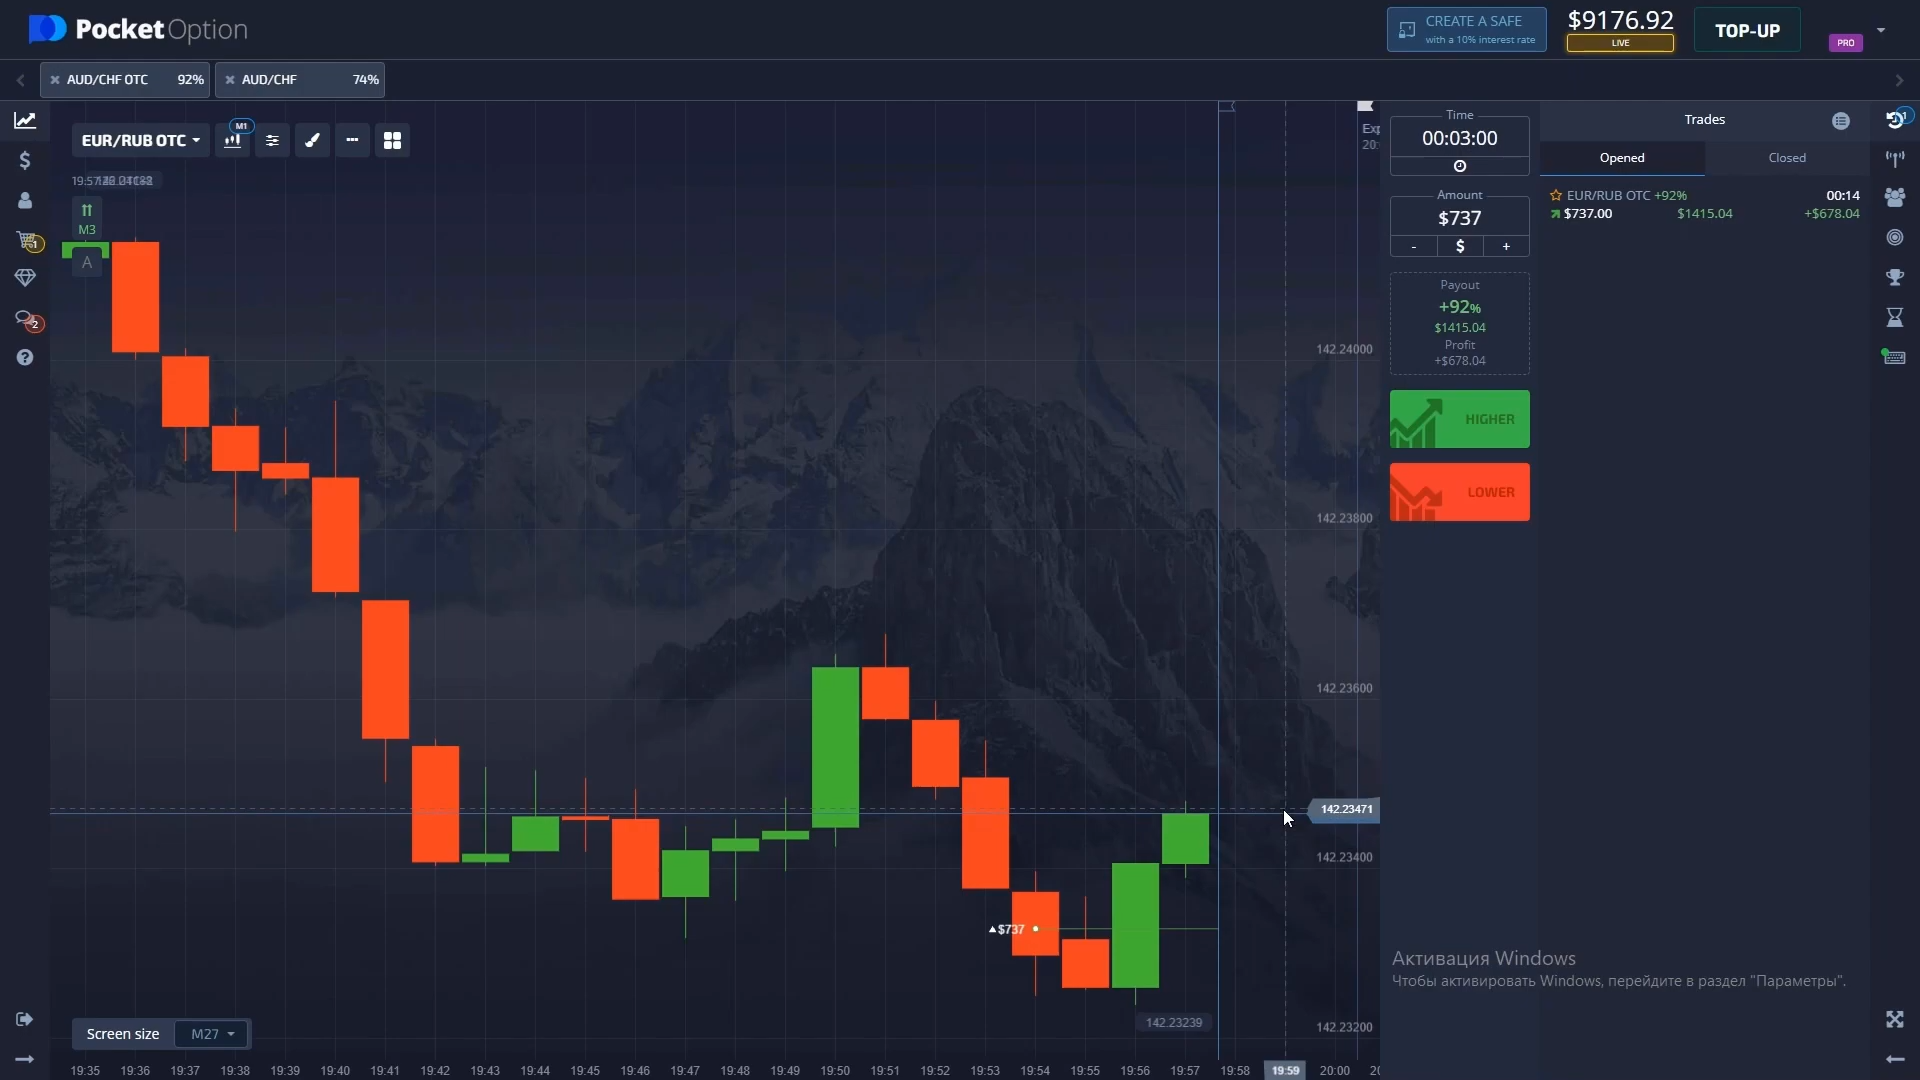 PocketOption
CREATE A SAFE
with a 10% interest rate
$9176.92
LIVE
TOP-UP
PRO
AUD/CHF OTC 92%
AUD/CHF 74%
EUR/RUB OTC
M1
M3
A
1
2
142.24000
142.23800
142.23600
142.23471
142.23400
142.23200
142.23239
$737
Time
00:03:00
Amount
$737
- $ +
Payout
+92%
$1415.04
Profit
+$678.04
HIGHER
LOWER
Trades
Opened Closed
EUR/RUB OTC +92% 00:14
$737.00 $1415.04 +$678.04
1
Активация Windows
Чтобы активировать Windows, перейдите в раздел "Параметры".
Screen size M27
19:35 19:36 19:37 19:38 19:39 19:40 19:41 19:42 19:43 19:44 19:45 19:46 19:47 19:48 19:49 19:50 19:51 19:52 19:53 19:54 19:55 19:56 19:57 19:58 19:59 20:00